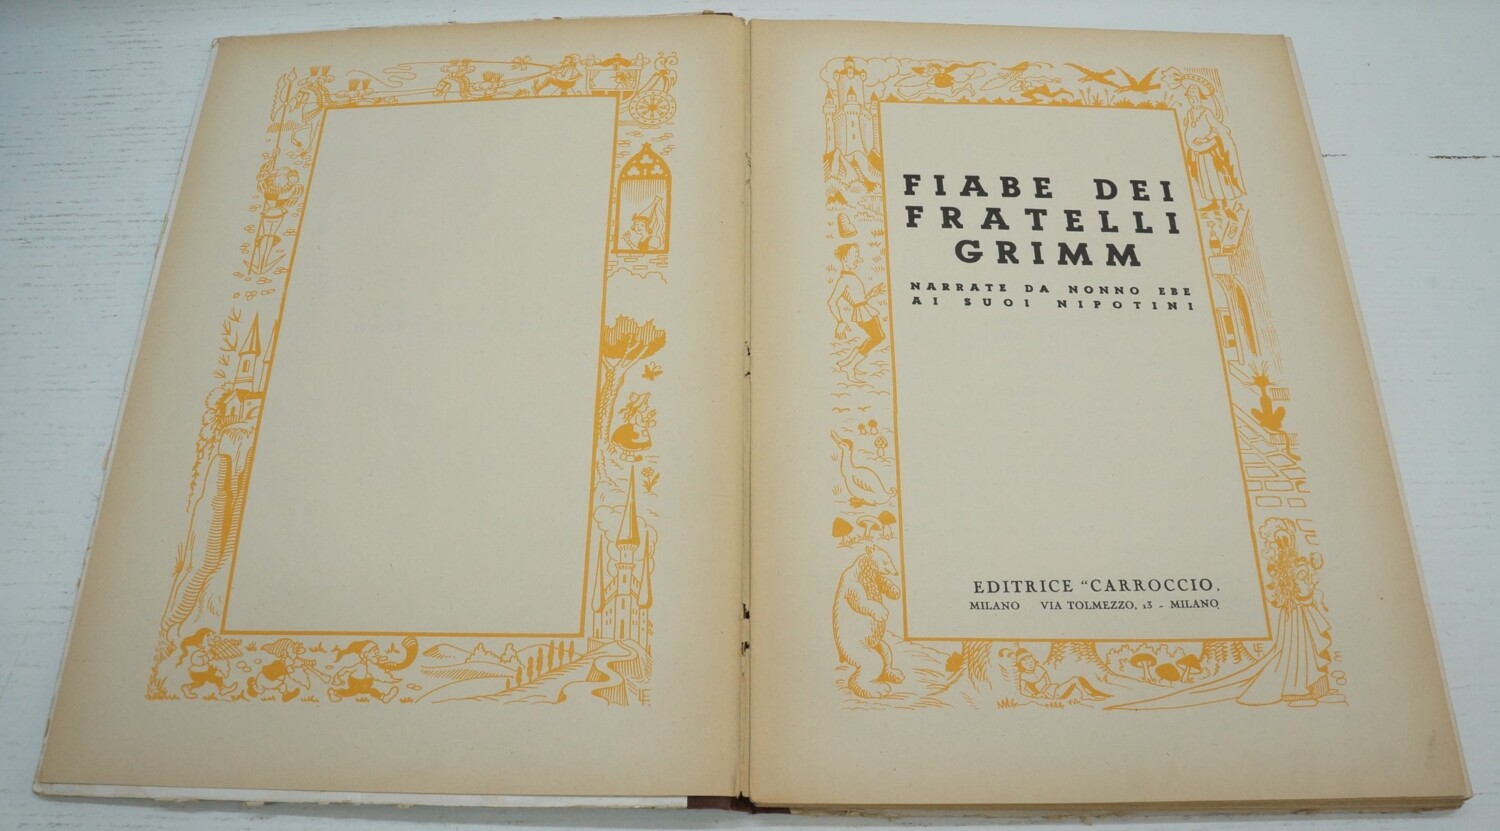 FIABE DEI
FRATELLI
GRIMM
NARRATE DA NONNO EBE
AI SUOI NIPOTINI
EDITRICE "CARROCCIO,
MILANO VIA TOLMEZZO, 13 - MILANO